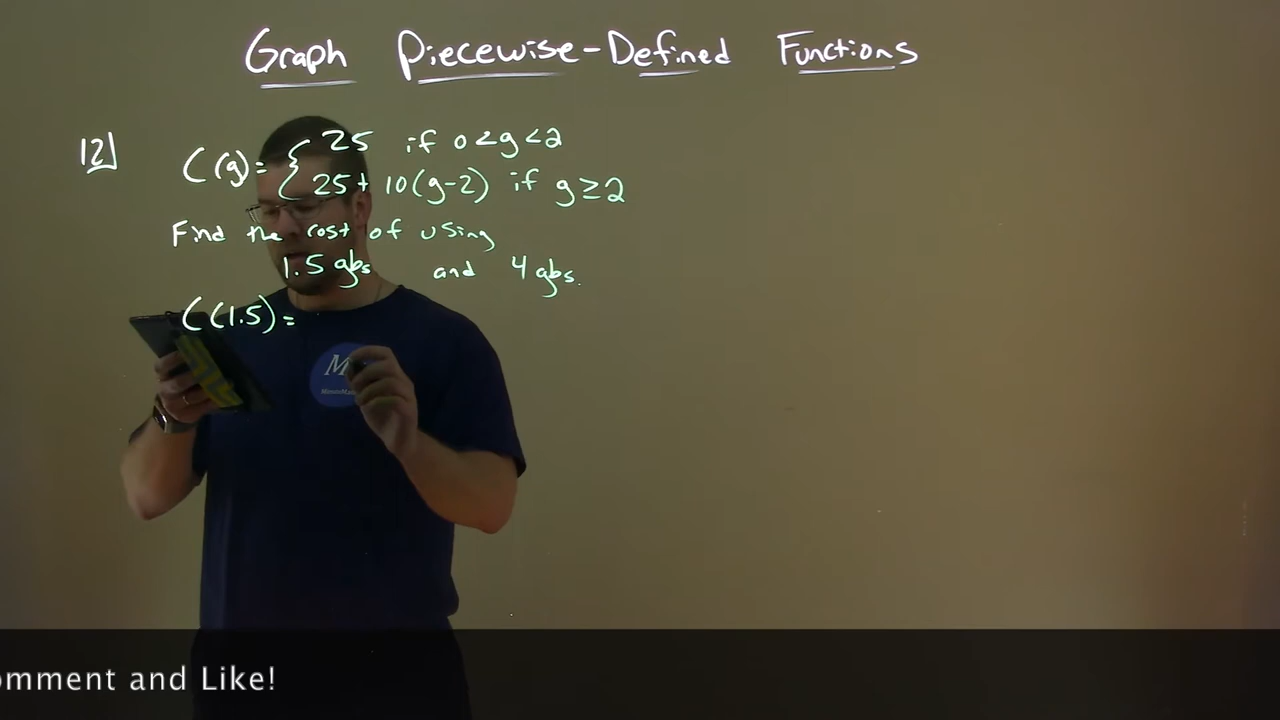 Graph Piecewise-Defined Functions
12] C(g) = { 25 if 0<g<2
25+ 10(g-2) if g≥2
Find the cost of using
1.5 gbs and 4 gbs.
C(1.5) =
M
omment and Like!